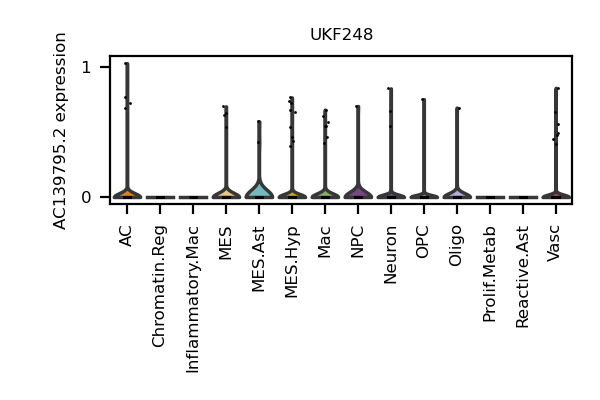 UKF248
AC139795.2 expression
1
0
AC
Chromatin.Reg
Inflammatory.Mac
MES
MES.Ast
MES.Hyp
Mac
NPC
Neuron
OPC
Oligo
Prolif.Metab
Reactive.Ast
Vasc